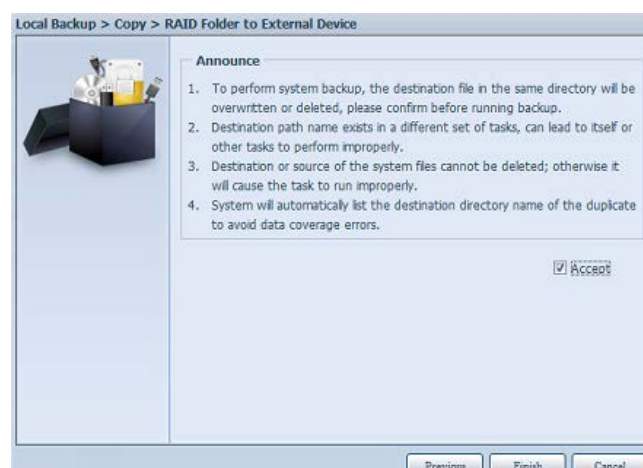 Local Backup > Copy > RAID Folder to External Device
Announce
1. To perform system backup, the destination file in the same directory will be
overwritten or deleted, please confirm before running backup.
2. Destination path name exists in a different set of tasks, can lead to itself or
other tasks to perform improperly.
3. Destination or source of the system files cannot be deleted; otherwise it
will cause the task to run improperly.
4. System will automatically list the destination directory name of the duplicate
to avoid data coverage errors.
Accept
Previous Finish Cancel